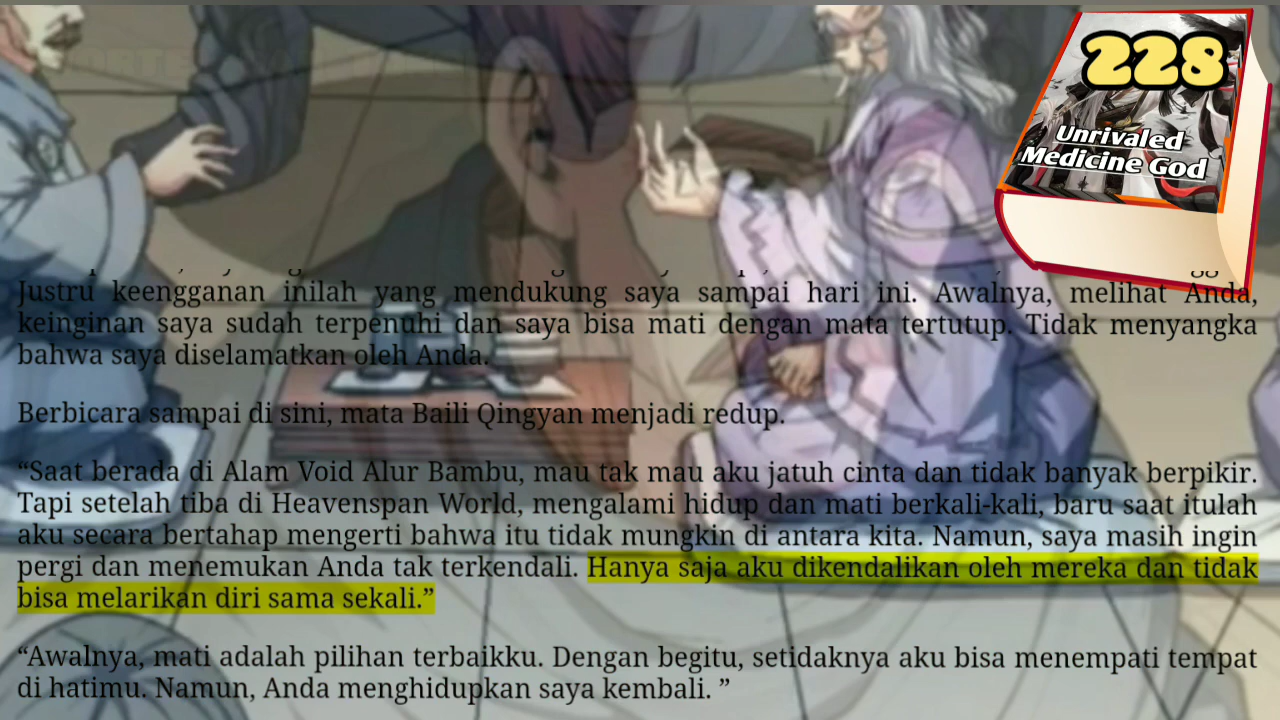 228
Unrivaled
Medicine God
Justru keengganan inilah yang mendukung saya sampai hari ini. Awalnya, melihat Anda,
keinginan saya sudah terpenuhi dan saya bisa mati dengan mata tertutup. Tidak menyangka
bahwa saya diselamatkan oleh Anda.
Berbicara sampai di sini, mata Baili Qingyan menjadi redup.
“Saat berada di Alam Void Alur Bambu, mau tak mau aku jatuh cinta dan tidak banyak berpikir.
Tapi setelah tiba di Heavenspan World, mengalami hidup dan mati berkali-kali, baru saat itulah
aku secara bertahap mengerti bahwa itu tidak mungkin di antara kita. Namun, saya masih ingin
pergi dan menemukan Anda tak terkendali. Hanya saja aku dikendalikan oleh mereka dan tidak
bisa melarikan diri sama sekali.”
“Awalnya, mati adalah pilihan terbaikku. Dengan begitu, setidaknya aku bisa menempati tempat
di hatimu. Namun, Anda menghidupkan saya kembali. ”